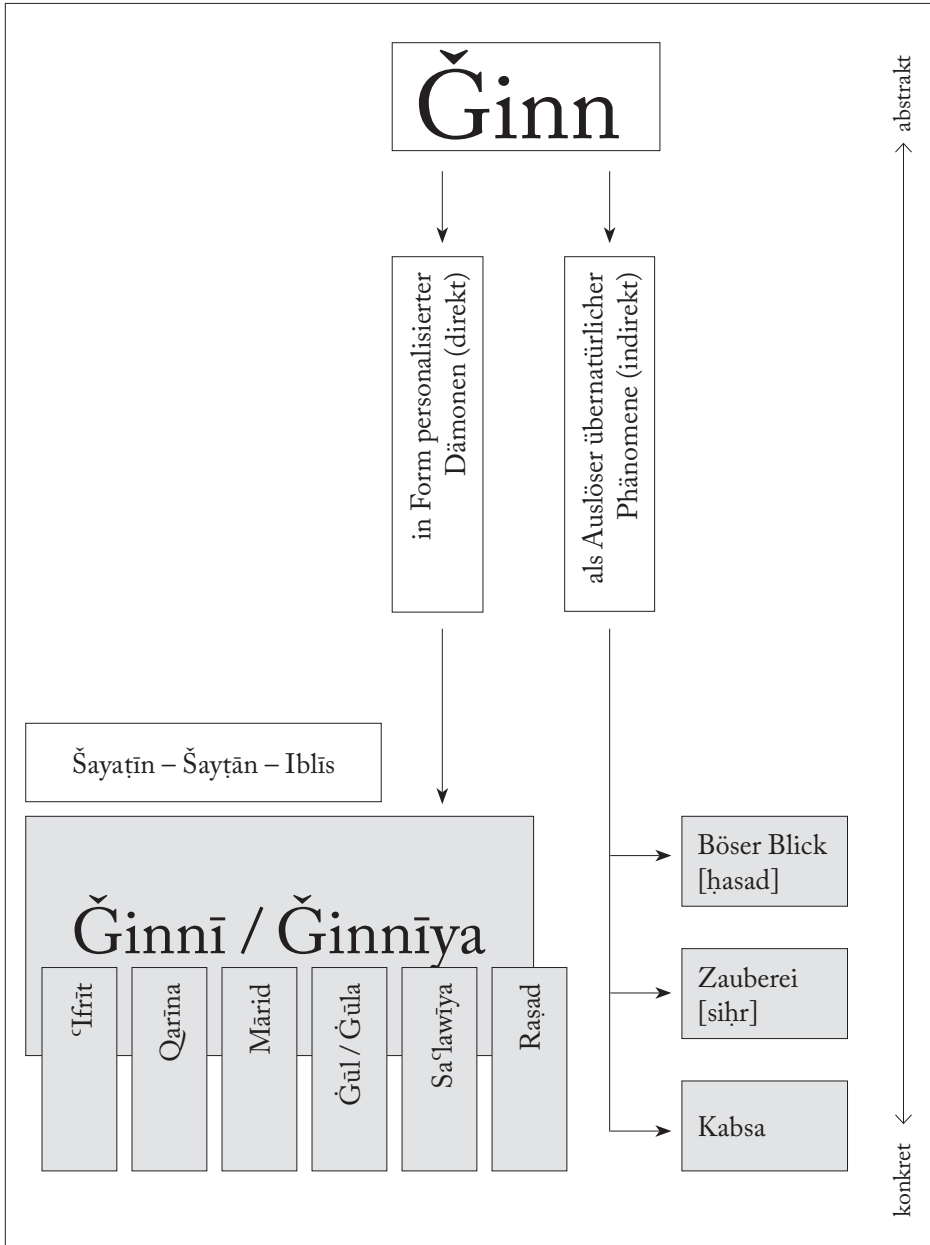 Ǧinn
abstrakt
in Form personalisierter
Dämonen (direkt)
als Auslöser übernatürlicher
Phänomene (indirekt)
Šayaṭīn – Šayṭān – Iblīs
Ǧinnī / Ǧinnīya
ʿIfrīt
Qarīna
Mārid
Ġūl / Ġūla
Saʿlawīya
Raṣad
Böser Blick
[ḥasad]
Zauberei
[siḥr]
Kabsa
konkret